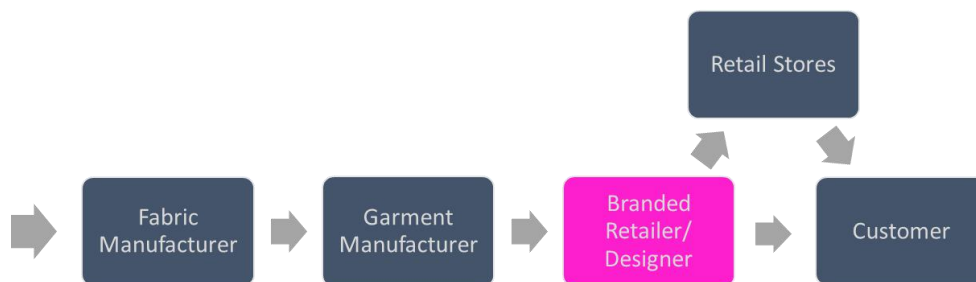 Retail Stores
Fabric
Manufacturer
Garment
Manufacturer
Branded
Retailer/
Designer
Customer